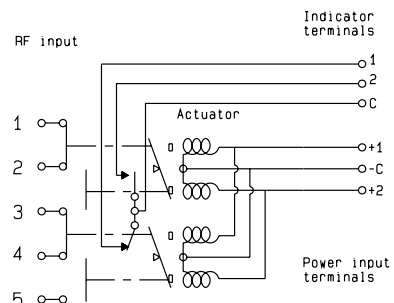 Indicator
terminals
RF input
1
2
C
Actuator
1
2
3
4
5
+1
-C
+2
Power input
terminals